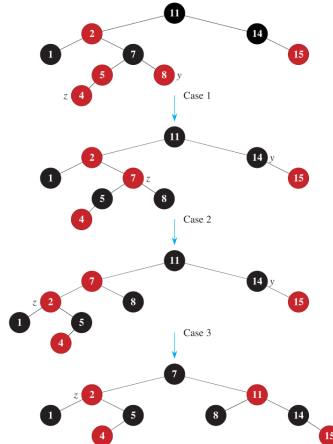 11
2 14
1 7 15
5 8 y
z 4
Case 1
11
2 14 y
1 7 z 15
5 8
4
Case 2
11
7 14 y
z 2 8 15
1 5
4
Case 3
7
z 2 11
1 5 8 14
4 15